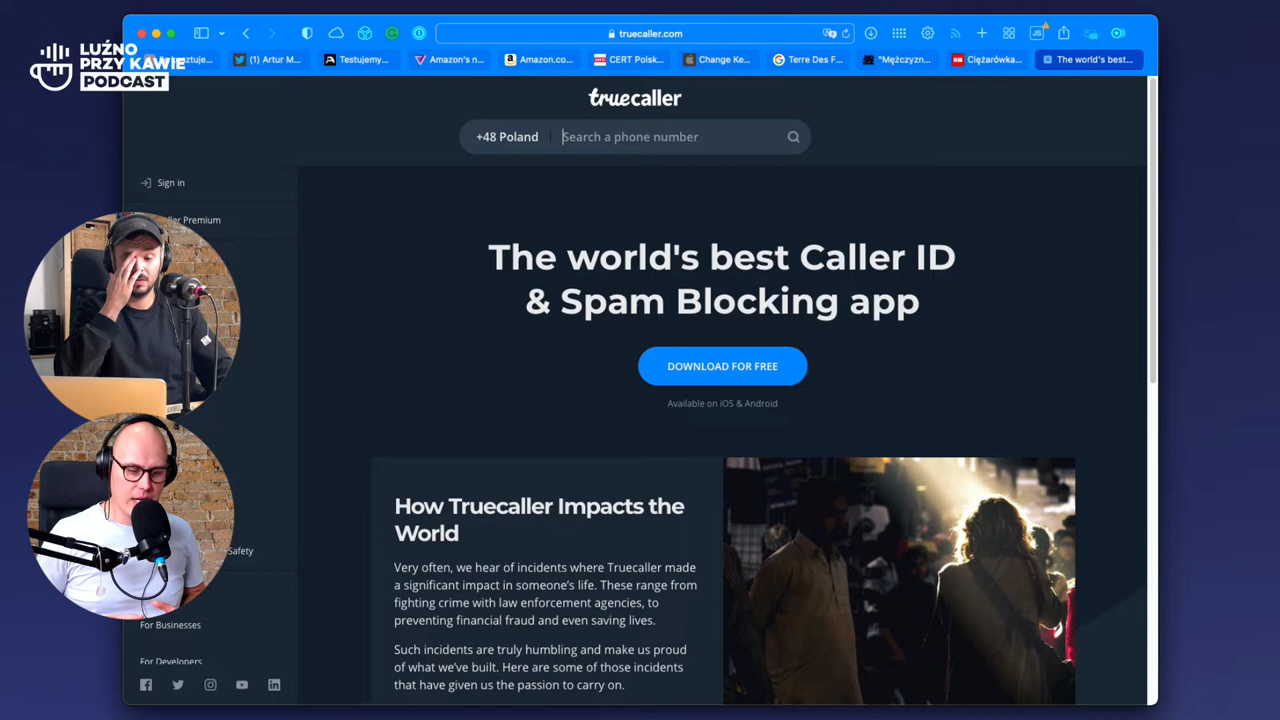 LUŹNO
PRZY KAWIE
PODCAST
truecaller.com
(1) Artur M...
Testujemy...
Amazon's n...
Amazon.co...
CERT Polsk...
Change Ke...
Terre Des F...
"Mężczyzn...
Ciężarówka...
The world's best...
truecaller
+48 Poland
Search a phone number
Sign in
Premium
The world's best Caller ID
& Spam Blocking app
DOWNLOAD FOR FREE
Available on iOS & Android
How Truecaller Impacts the
World
Very often, we hear of incidents where Truecaller made
a significant impact in someone's life. These range from
fighting crime with law enforcement agencies, to
preventing financial fraud and even saving lives.
Such incidents are truly humbling and make us proud
of what we've built. Here are some of those incidents
that have given us the passion to carry on.
Safety
For Businesses
For Developers